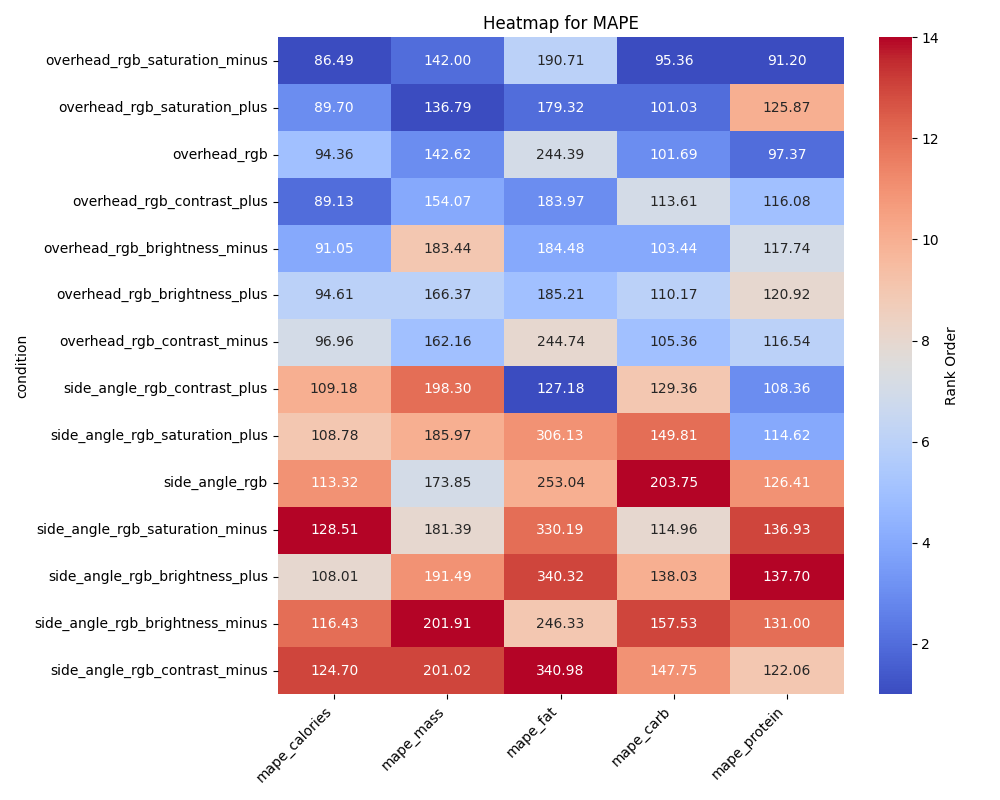 Heatmap for MAPE
condition
overhead_rgb_saturation_minus 86.49 142.00 190.71 95.36 91.20
overhead_rgb_saturation_plus 89.70 136.79 179.32 101.03 125.87
overhead_rgb 94.36 142.62 244.39 101.69 97.37
overhead_rgb_contrast_plus 89.13 154.07 183.97 113.61 116.08
overhead_rgb_brightness_minus 91.05 183.44 184.48 103.44 117.74
overhead_rgb_brightness_plus 94.61 166.37 185.21 110.17 120.92
overhead_rgb_contrast_minus 96.96 162.16 244.74 105.36 116.54
side_angle_rgb_contrast_plus 109.18 198.30 127.18 129.36 108.36
side_angle_rgb_saturation_plus 108.78 185.97 306.13 149.81 114.62
side_angle_rgb 113.32 173.85 253.04 203.75 126.41
side_angle_rgb_saturation_minus 128.51 181.39 330.19 114.96 136.93
side_angle_rgb_brightness_plus 108.01 191.49 340.32 138.03 137.70
side_angle_rgb_brightness_minus 116.43 201.91 246.33 157.53 131.00
side_angle_rgb_contrast_minus 124.70 201.02 340.98 147.75 122.06
mape_calories mape_mass mape_fat mape_carb mape_protein
14
12
10
8
6
4
2
Rank Order